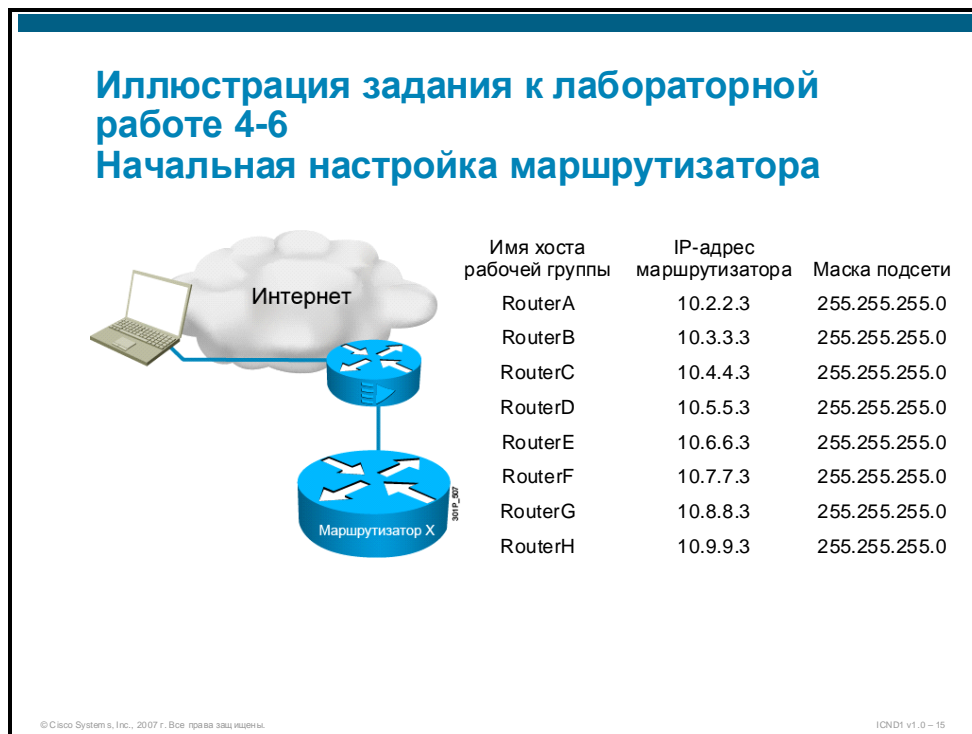 Иллюстрация задания к лабораторной
работе 4-6
Начальная настройка маршрутизатора
Интернет
Маршрутизатор X
301P_607
Имя хоста
рабочей группы
IP-адрес
маршрутизатора
Маска подсети
RouterA 10.2.2.3 255.255.255.0
RouterB 10.3.3.3 255.255.255.0
RouterC 10.4.4.3 255.255.255.0
RouterD 10.5.5.3 255.255.255.0
RouterE 10.6.6.3 255.255.255.0
RouterF 10.7.7.3 255.255.255.0
RouterG 10.8.8.3 255.255.255.0
RouterH 10.9.9.3 255.255.255.0
© Cisco Systems, Inc., 2007 г. Все права защищены.
ICND1 v1.0 – 15